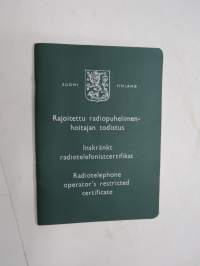 SUOMI FINLAND
Rajoitettu radiopuhelimen-
hoitajan todistus
Inskränkt
radiotelefonistcertifikat
Radiotelephone
operator's restricted
certificate